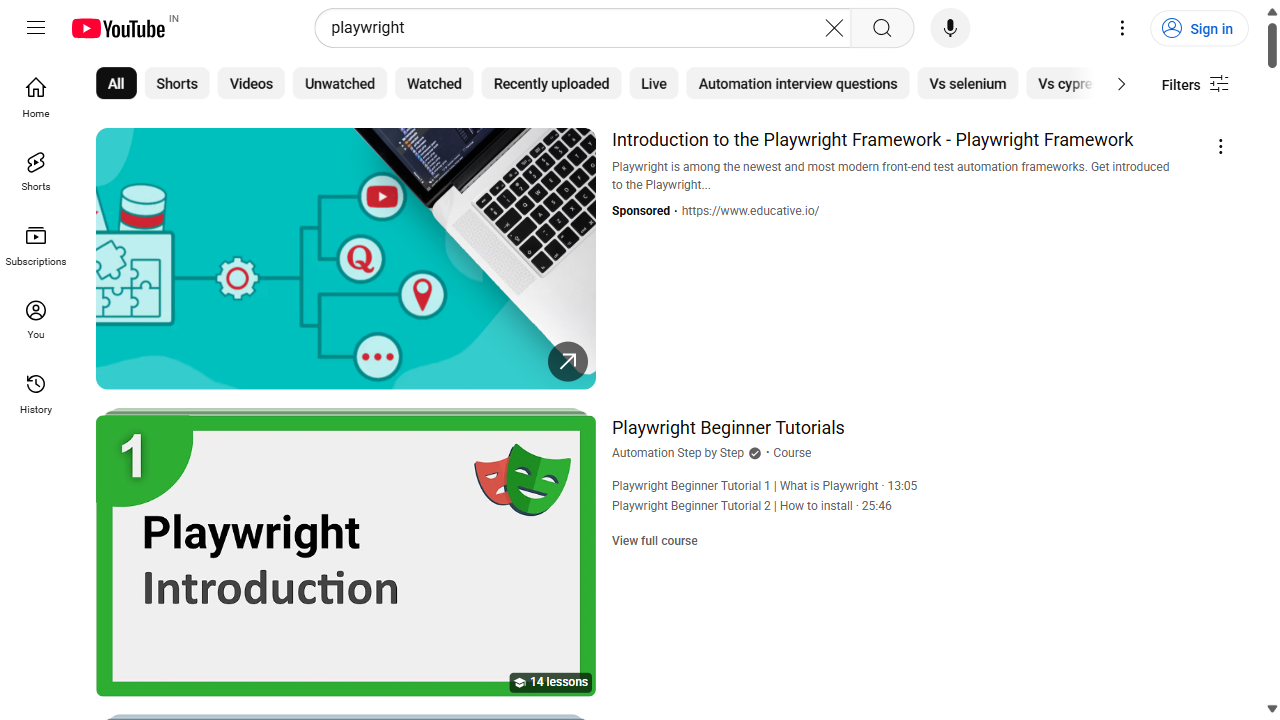 YouTube IN
playwright
Sign in
Home
Shorts
Subscriptions
You
History
All
Shorts
Videos
Unwatched
Watched
Recently uploaded
Live
Automation interview questions
Vs selenium
Vs cypre
Filters
Introduction to the Playwright Framework - Playwright Framework
Playwright is among the newest and most modern front-end test automation frameworks. Get introduced
to the Playwright...
Sponsored · https://www.educative.io/
Q
1
Playwright
Introduction
14 lessons
Playwright Beginner Tutorials
Automation Step by Step · Course
Playwright Beginner Tutorial 1 | What is Playwright · 13:05
Playwright Beginner Tutorial 2 | How to install · 25:46
View full course